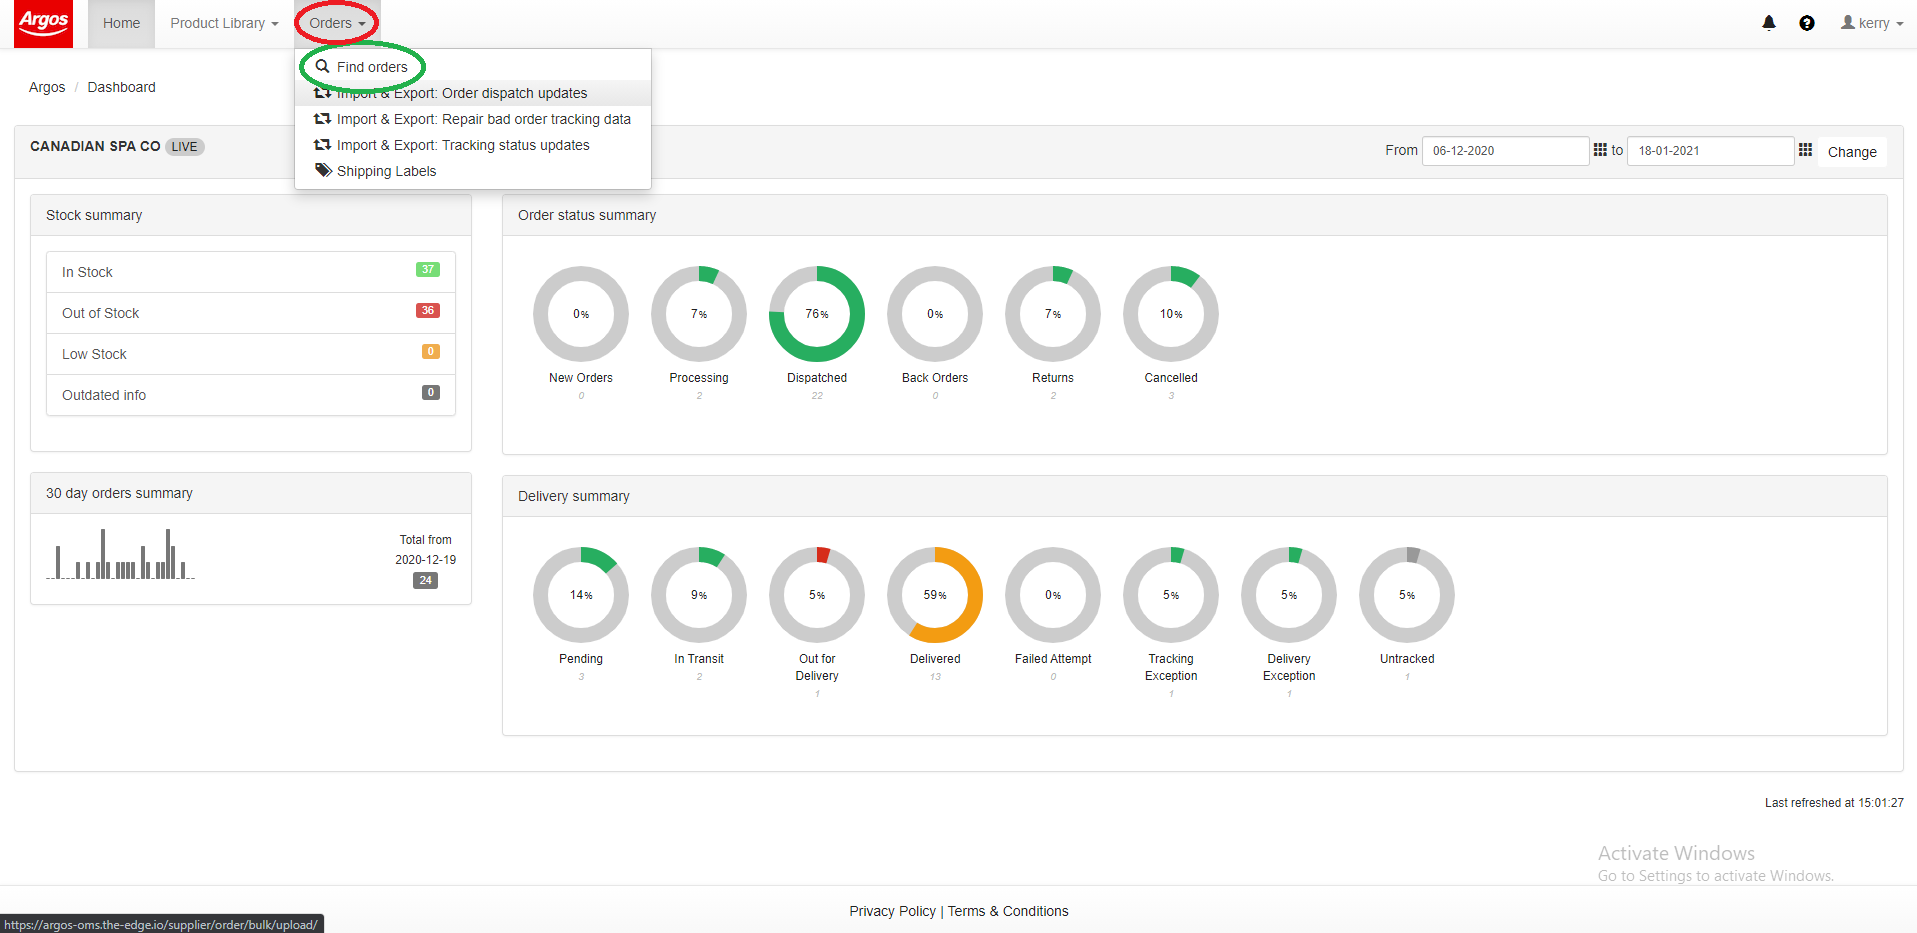 Argos
Home
Product Library
Orders
kerry
Find orders
Import & Export: Order dispatch updates
Import & Export: Repair bad order tracking data
Import & Export: Tracking status updates
Shipping Labels
Argos / Dashboard
CANADIAN SPA CO LIVE
From 06-12-2020 to 18-01-2021 Change
Stock summary
In Stock 37
Out of Stock 36
Low Stock 0
Outdated info 0
Order status summary
0% 7% 76% 0% 7% 10%
New Orders Processing Dispatched Back Orders Returns Cancelled
0 2 22 0 2 3
30 day orders summary
Total from
2020-12-19
24
Delivery summary
14% 9% 5% 59% 0% 5% 5% 5%
Pending In Transit Out for Delivered Failed Attempt Tracking Delivery Untracked
Delivery Exception Exception
3 2 13 0 1
1 1 1
Last refreshed at 15:01:27
Activate Windows
Go to Settings to activate Windows.
Privacy Policy | Terms & Conditions
https://argos-oms.the-edge.io/supplier/order/bulk/upload/